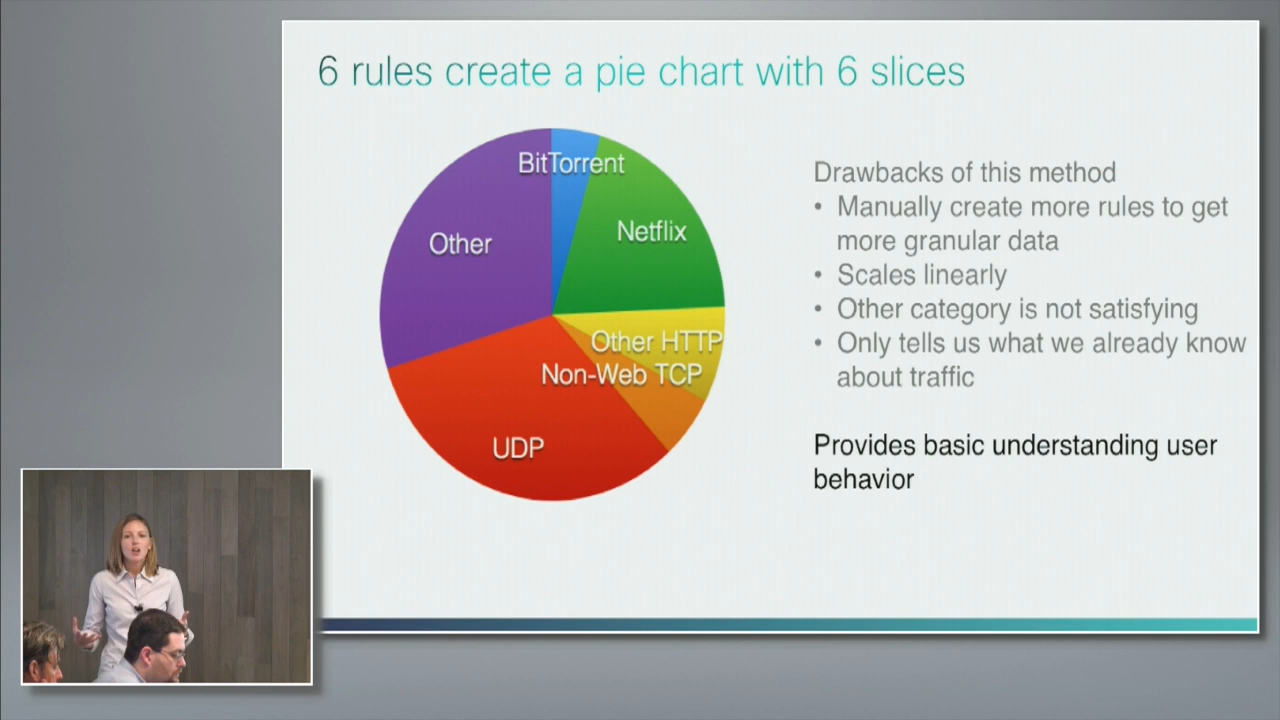 6 rules create a pie chart with 6 slices
BitTorrent
Netflix
Other
Other HTTP
Non-Web TCP
UDP
Drawbacks of this method
• Manually create more rules to get
more granular data
• Scales linearly
• Other category is not satisfying
• Only tells us what we already know
about traffic
Provides basic understanding user
behavior